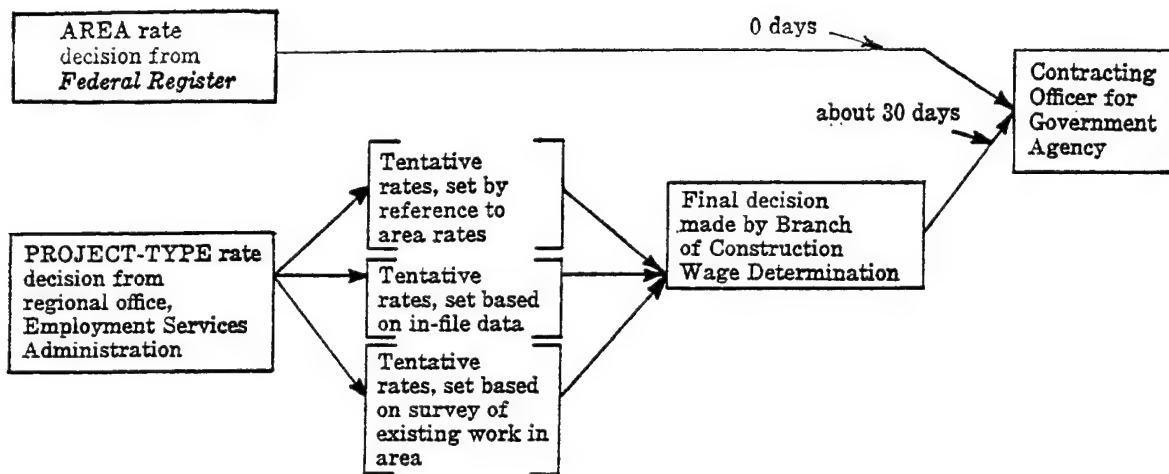 AREA rate
decision from
Federal Register
0 days
about 30 days
Contracting
Officer for
Government
Agency
PROJECT-TYPE rate
decision from
regional office,
Employment Services
Administration
Tentative
rates, set by
reference to
area rates
Tentative
rates, set based
on in-file data
Tentative
rates, set based
on survey of
existing work in
area
Final decision
made by Branch
of Construction
Wage Determination